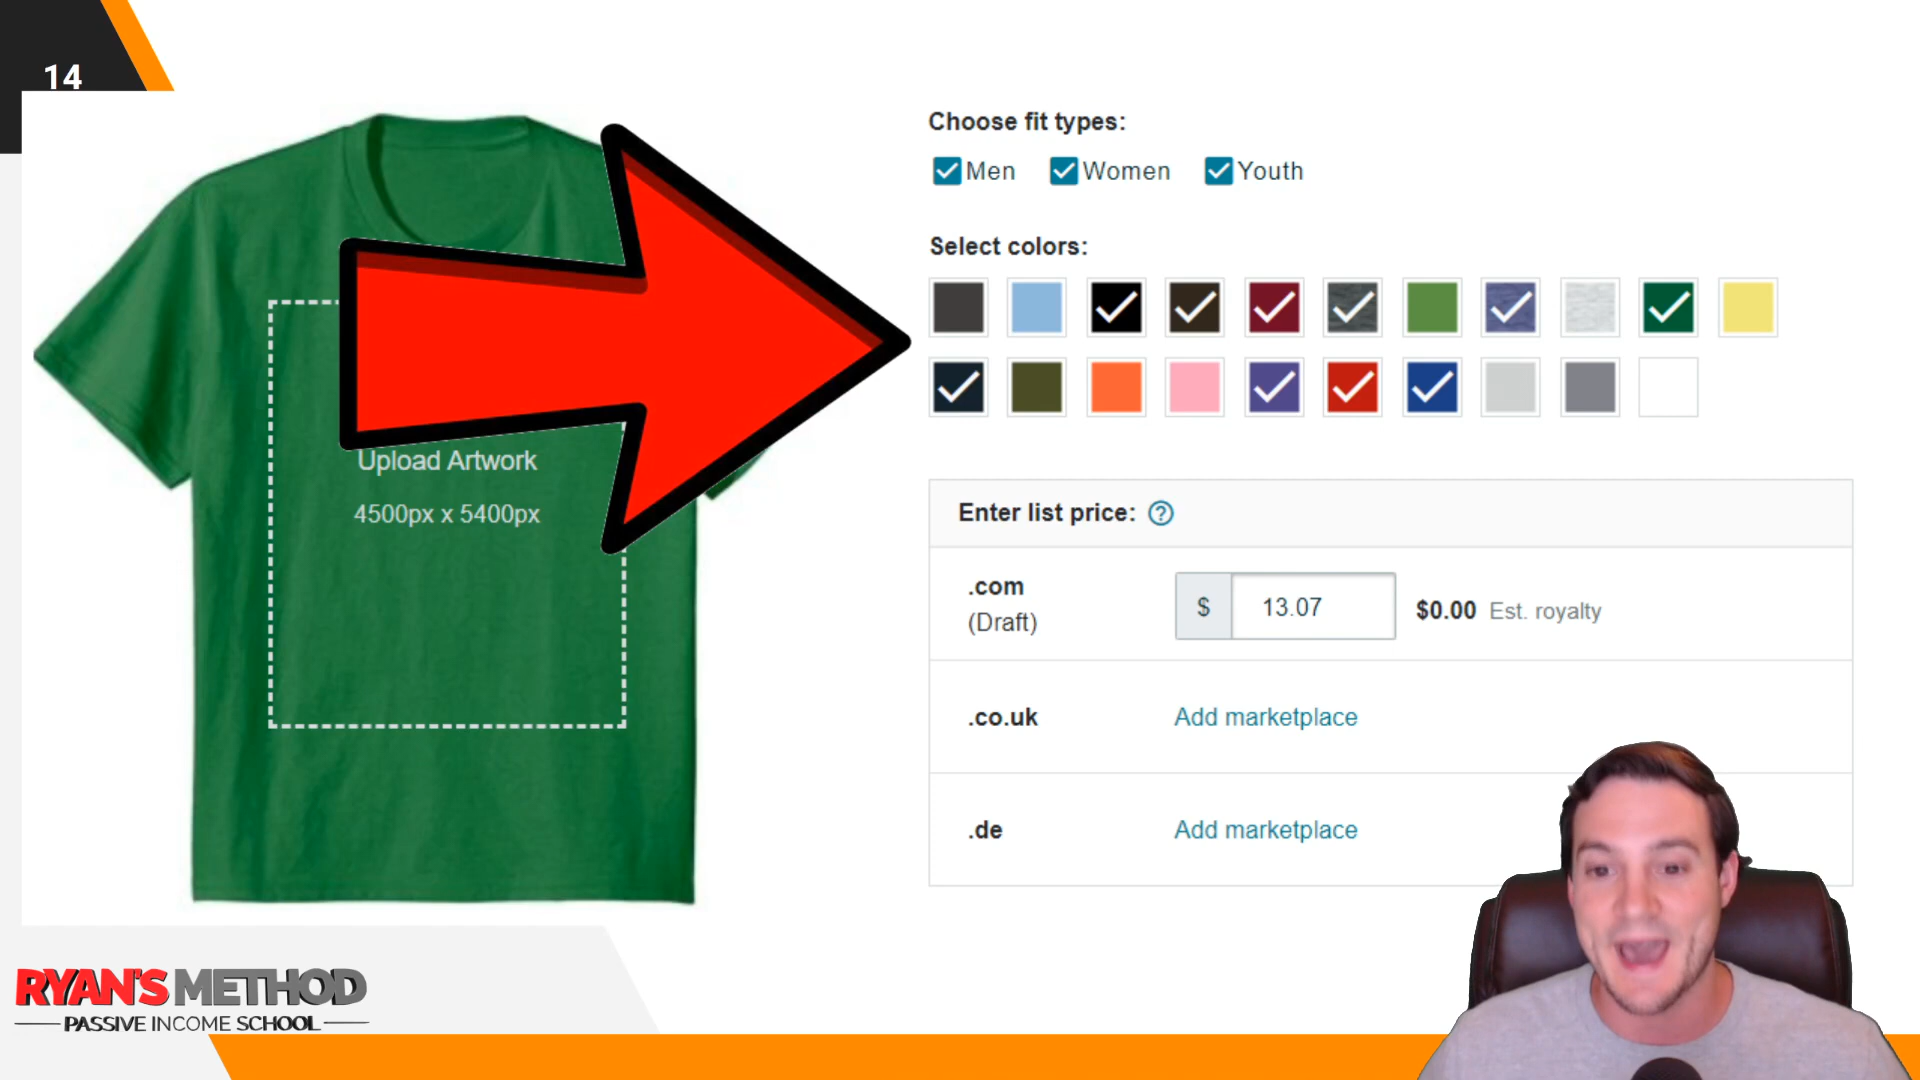 14
Choose fit types:
Men Women Youth
Select colors:
Upload Artwork
4500px x 5400px
Enter list price: ?
.com
(Draft)
$ 13.07 $0.00 Est. royalty
.co.uk Add marketplace
.de Add marketplace
RYAN'S METHOD
PASSIVE INCOME SCHOOL